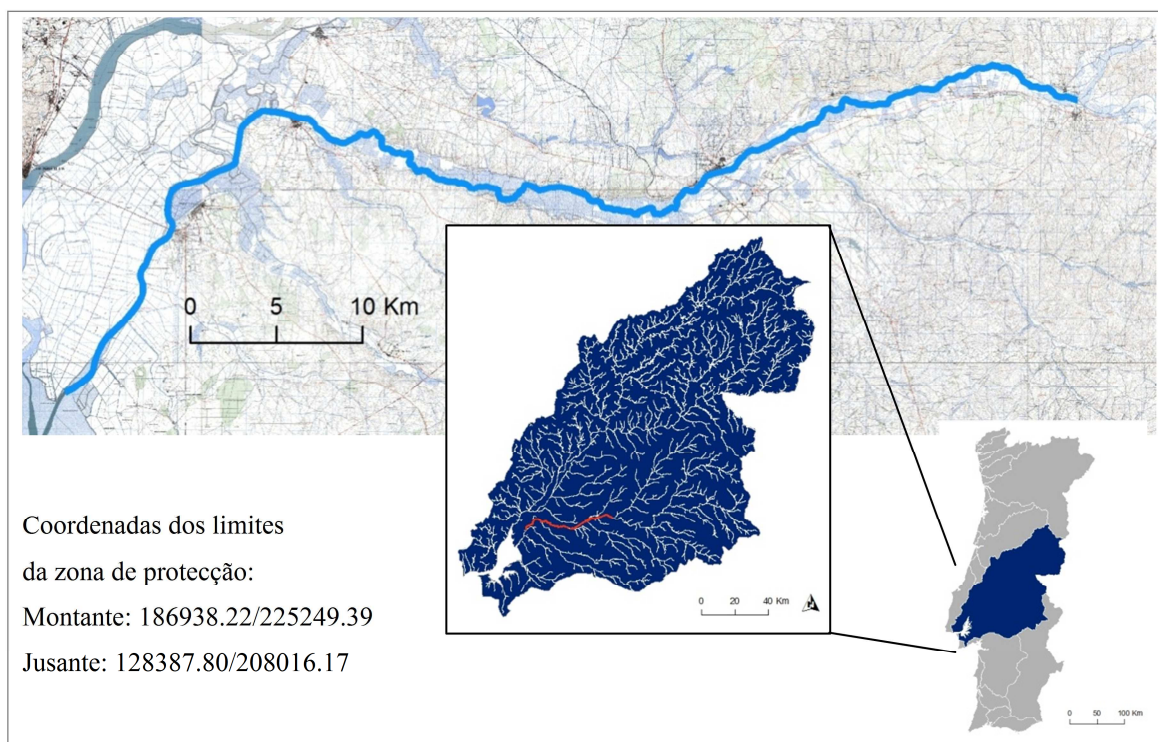 0 5 10 Km
0 20 40 Km
Coordenadas dos limites
da zona de protecção:
Montante: 186938.22/225249.39
Jusante: 128387.80/208016.17
0 50 100 Km